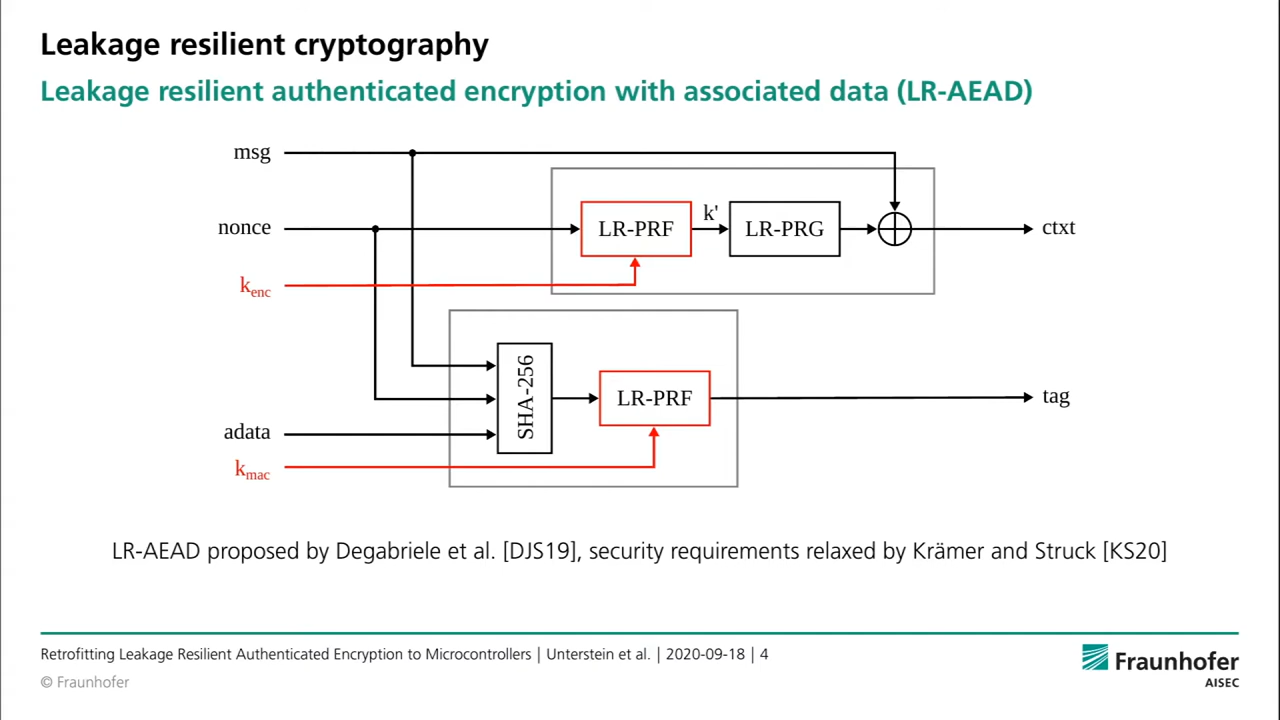 Leakage resilient cryptography
Leakage resilient authenticated encryption with associated data (LR-AEAD)
msg
nonce
LR-PRF
k'
LR-PRG
ctxt
kenc
SHA-256
LR-PRF
tag
adata
kmac
LR-AEAD proposed by Degabriele et al. [DJS19], security requirements relaxed by Krämer and Struck [KS20]
Retrofitting Leakage Resilient Authenticated Encryption to Microcontrollers | Unterstein et al. | 2020-09-18 | 4
© Fraunhofer
Fraunhofer
AISEC